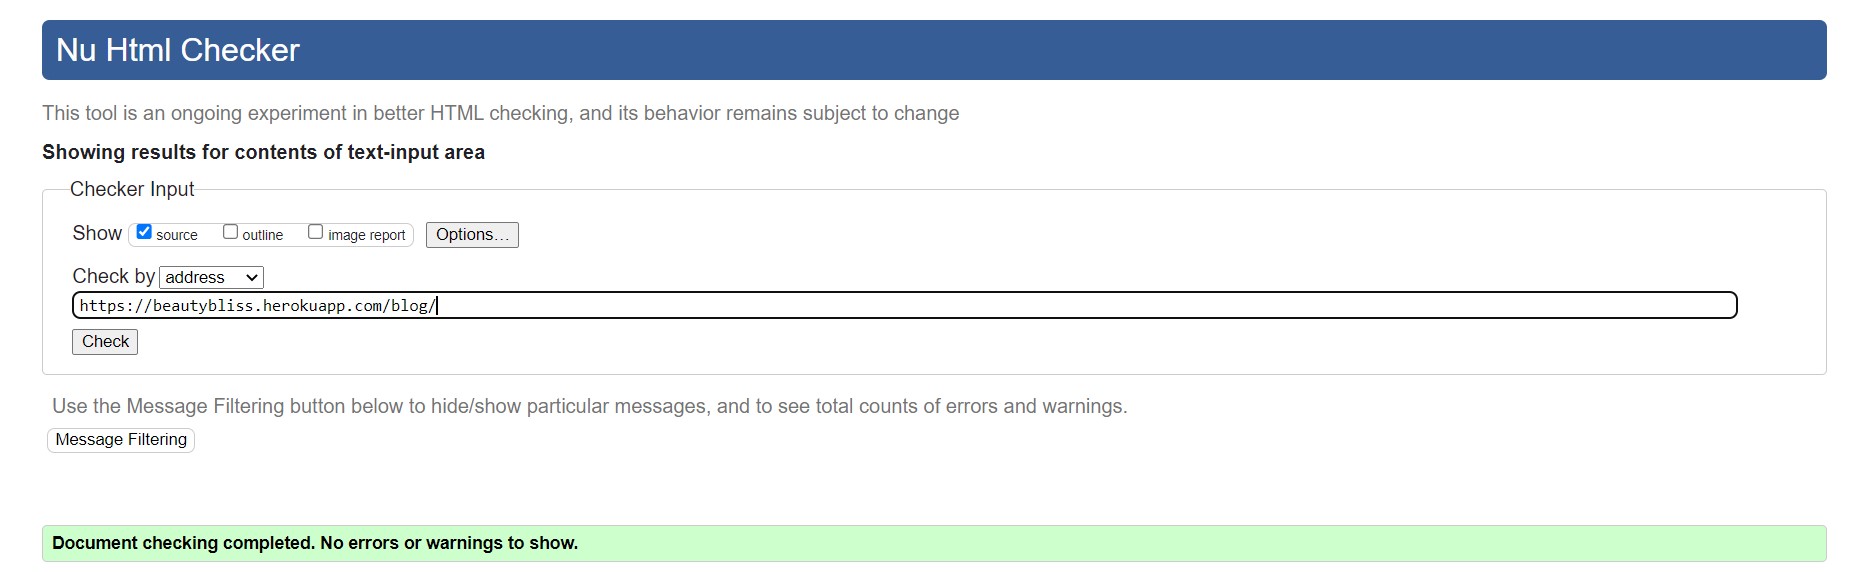 Nu Html Checker
This tool is an ongoing experiment in better HTML checking, and its behavior remains subject to change
Showing results for contents of text-input area
Checker Input
Show source outline image report Options...
Check by address
https://beautybliss.herokuapp.com/blog/
Check
Use the Message Filtering button below to hide/show particular messages, and to see total counts of errors and warnings.
Message Filtering
Document checking completed. No errors or warnings to show.